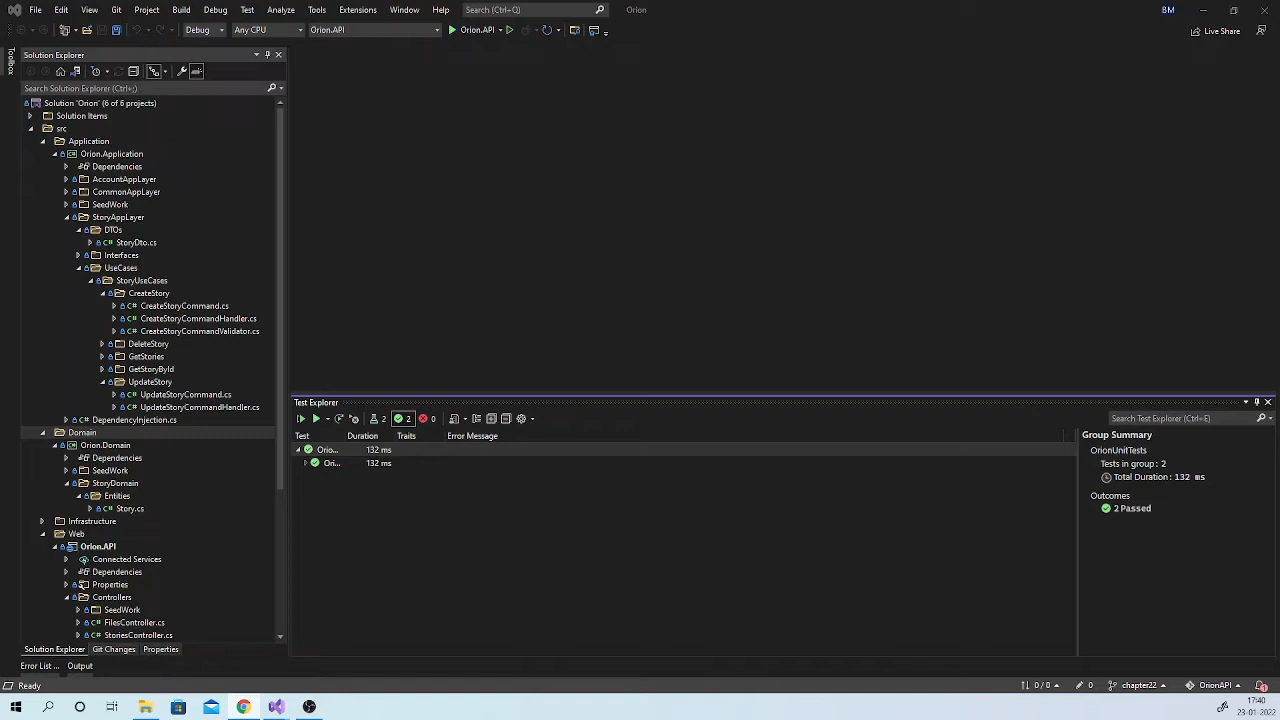 File Edit View Git Project Build Debug Test Analyze Tools Extensions Window Help Search (Ctrl+Q) Orion BM
Debug Any CPU Orion.API Orion.API Live Share
Toolbox
Solution Explorer
Search Solution Explorer (Ctrl+;)
Solution 'Orion' (6 of 6 projects)
Solution Items
src
Application
Orion.Application
Dependencies
AccountAppLayer
CommonAppLayer
SeedWork
StoryAppLayer
DTOs
StoryDto.cs
Interfaces
UseCases
StoryUseCases
CreateStory
CreateStoryCommand.cs
CreateStoryCommandHandler.cs
CreateStoryCommandValidator.cs
DeleteStory
GetStories
GetStoryById
UpdateStory
UpdateStoryCommand.cs
UpdateStoryCommandHandler.cs
DependencyInjection.cs
Domain
Orion.Domain
Dependencies
SeedWork
StoryDomain
Entities
Story.cs
Infrastructure
Web
Orion.API
Connected Services
Dependencies
Properties
Controllers
SeedWork
FilesController.cs
StoriesController.cs
Solution Explorer Git Changes Properties
Test Explorer
2 2 0 Search Test Explorer (Ctrl+E)
Test Duration Traits Error Message
Orio... 132 ms
Ori... 132 ms
Group Summary
OrionUnitTests
Tests in group: 2
Total Duration: 132 ms
Outcomes
2 Passed
Error List ... Output
Ready 0 / 0 0 chapter22 OrionAPI 1
17:40
23-01-2022